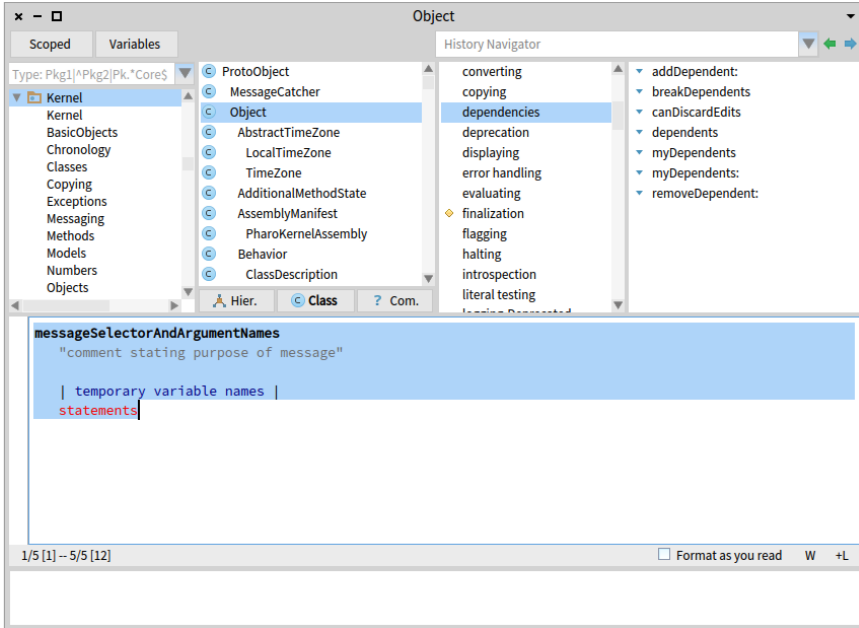 Object
Scoped
Variables
History Navigator
Type: Pkg1|^Pkg2|Pk.*Core$
Kernel
Kernel
BasicObjects
Chronology
Classes
Copying
Exceptions
Messaging
Methods
Models
Numbers
Objects
ProtoObject
MessageCatcher
Object
AbstractTimeZone
LocalTimeZone
TimeZone
AdditionalMethodState
AssemblyManifest
PharoKernelAssembly
Behavior
ClassDescription
Hier.
Class
? Com.
converting
copying
dependencies
deprecation
displaying
error handling
evaluating
finalization
flagging
halting
introspection
literal testing
addDependent:
breakDependents
canDiscardEdits
dependents
myDependents
myDependents:
removeDependent:
messageSelectorAndArgumentNames
"comment stating purpose of message"
| temporary variable names |
statements
1/5 [1] -- 5/5 [12]
Format as you read W +L